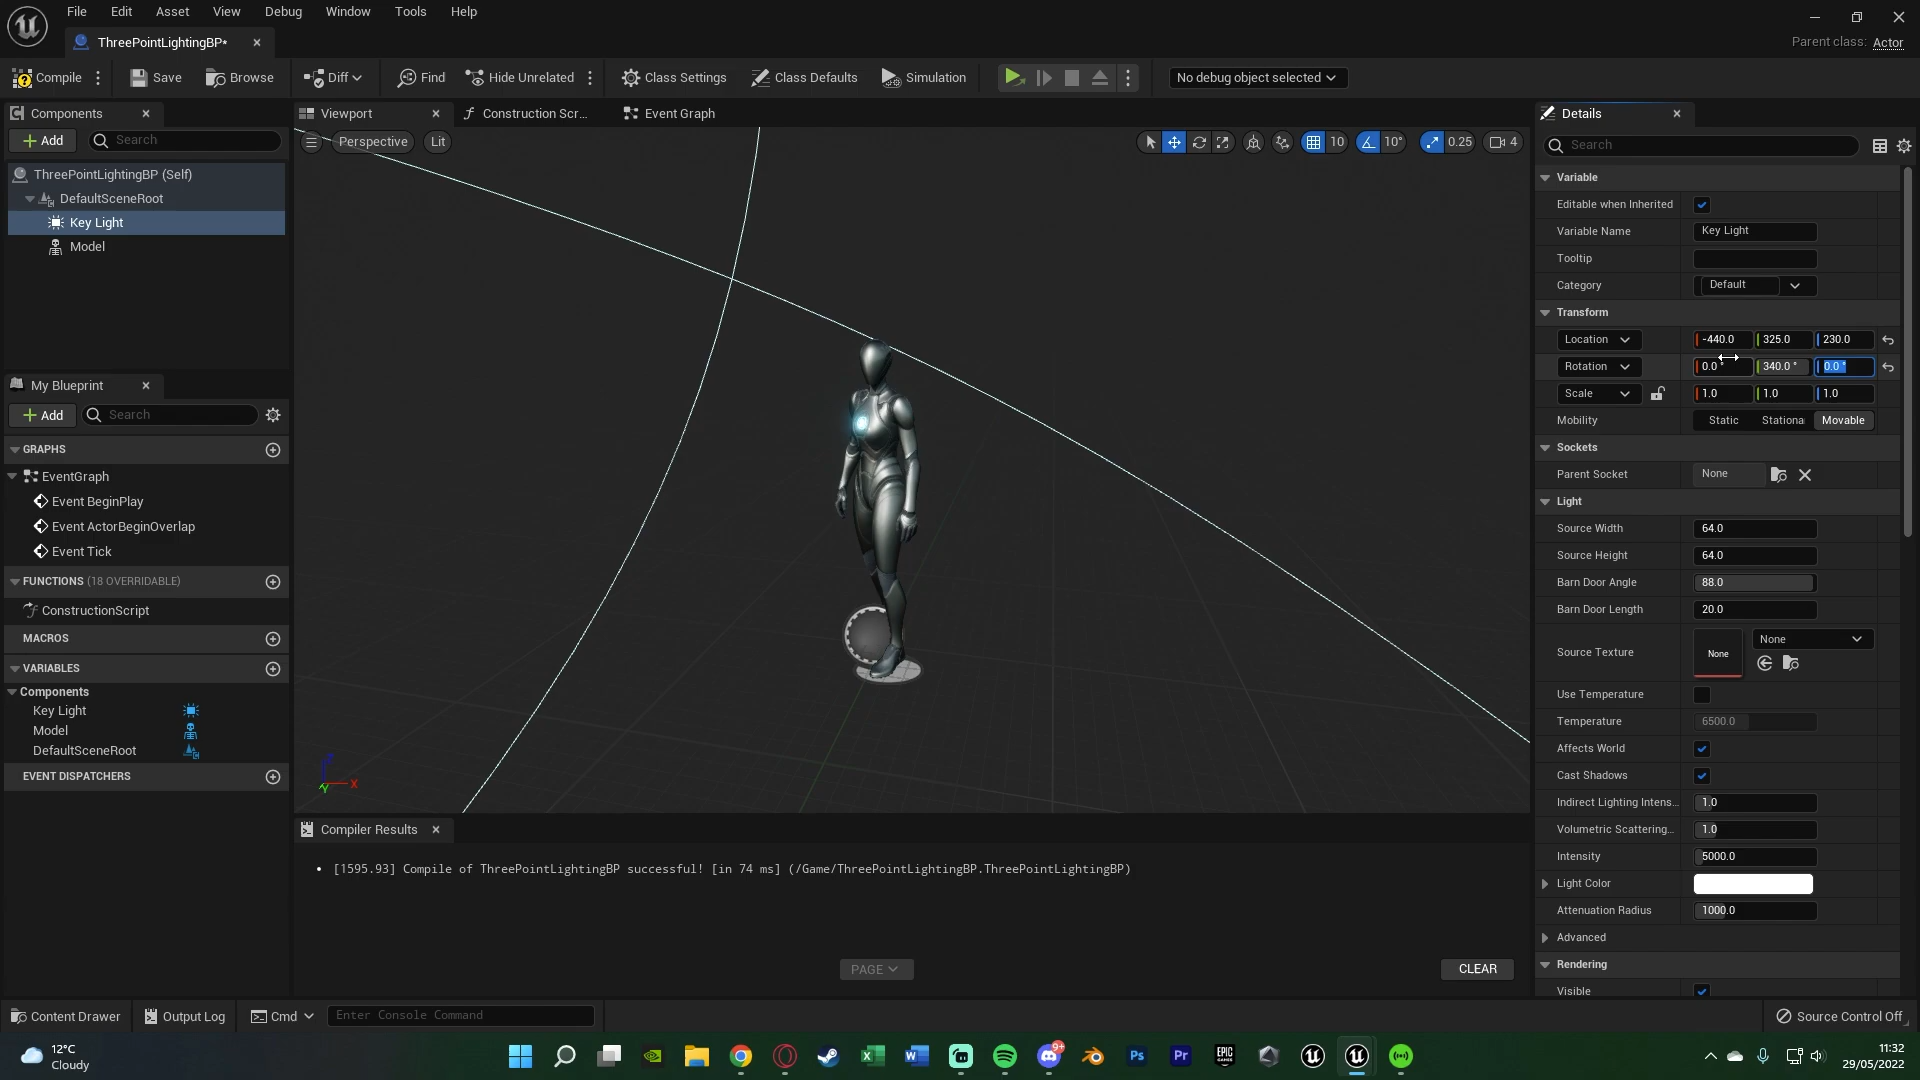 File Edit Asset View Debug Window Tools Help
ThreePointLightingBP*
Parent class: Actor
Compile Save Browse Diff Find Hide Unrelated Class Settings Class Defaults Simulation No debug object selected
Components
Add Search
ThreePointLightingBP (Self)
DefaultSceneRoot
Key Light
Model
My Blueprint
Add Search
GRAPHS
EventGraph
Event BeginPlay
Event ActorBeginOverlap
Event Tick
FUNCTIONS (18 OVERRIDABLE)
ConstructionScript
MACROS
VARIABLES
Components
Key Light
Model
DefaultSceneRoot
EVENT DISPATCHERS
Viewport Construction Scr... Event Graph
Perspective Lit 10 10° 0.25 4
Z X Y
Compiler Results
• [1595.93] Compile of ThreePointLightingBP successful! [in 74 ms] (/Game/ThreePointLightingBP.ThreePointLightingBP)
PAGE CLEAR
Details
Search
Variable
Editable when Inherited
Variable Name Key Light
Tooltip
Category Default
Transform
Location -440.0 325.0 230.0
Rotation 0.0 ° 340.0 ° 0.0 °
Scale 1.0 1.0 1.0
Mobility Static Stationa Movable
Sockets
Parent Socket None
Light
Source Width 64.0
Source Height 64.0
Barn Door Angle 88.0
Barn Door Length 20.0
Source Texture None None
Use Temperature
Temperature 6500.0
Affects World
Cast Shadows
Indirect Lighting Intens... 1.0
Volumetric Scattering... 1.0
Intensity 5000.0
Light Color
Attenuation Radius 1000.0
Advanced
Rendering
Visible
Content Drawer Output Log Cmd Enter Console Command Source Control Off
12°C
Cloudy
9+
Ps
Pr
EPIC
GAMES
11:32
29/05/2022